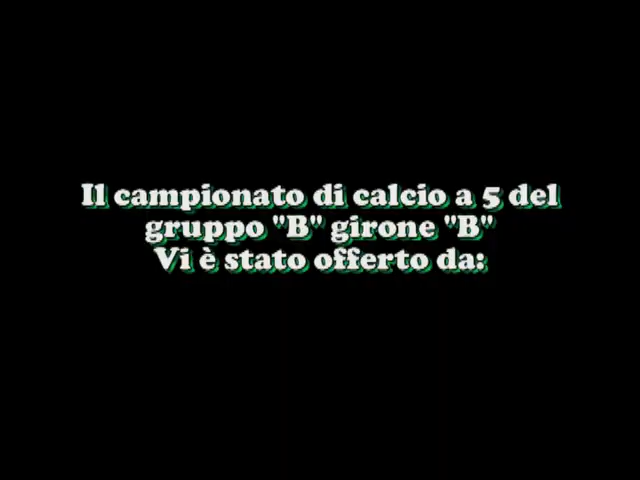 Il campionato di calcio a 5 del
gruppo "B" girone "B"
Vi è stato offerto da: